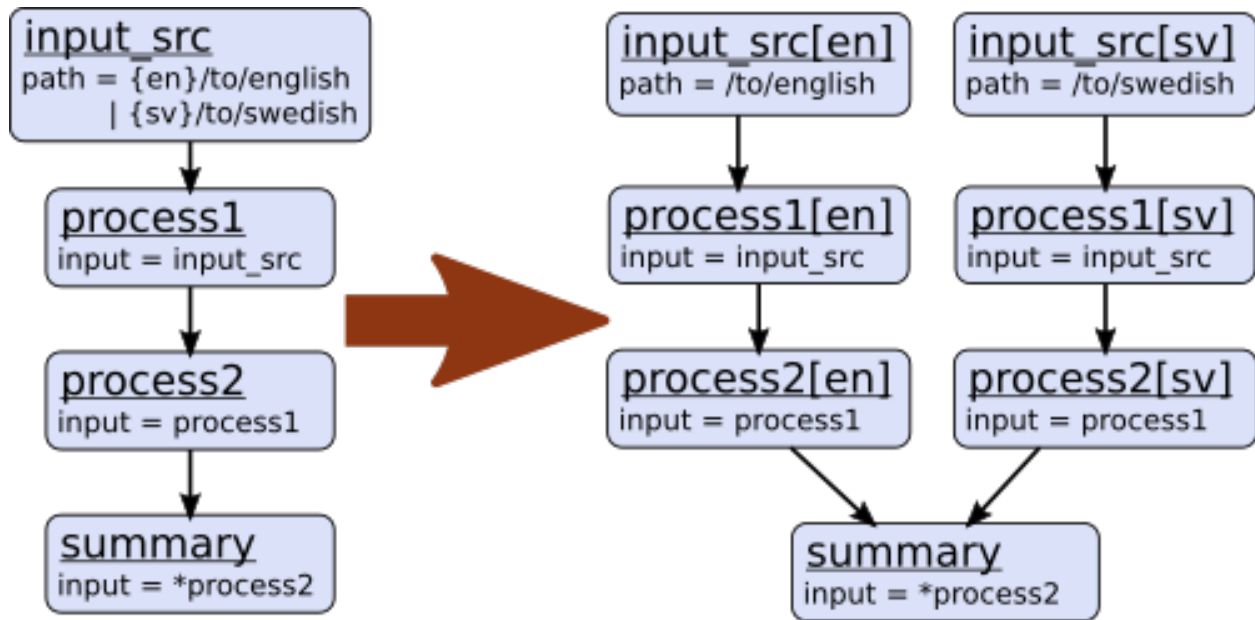 input_src
path = {en}/to/english
| {sv}/to/swedish
process1
input = input_src
process2
input = process1
summary
input = *process2
input_src[en]
path = /to/english
process1[en]
input = input_src
process2[en]
input = process1
input_src[sv]
path = /to/swedish
process1[sv]
input = input_src
process2[sv]
input = process1
summary
input = *process2